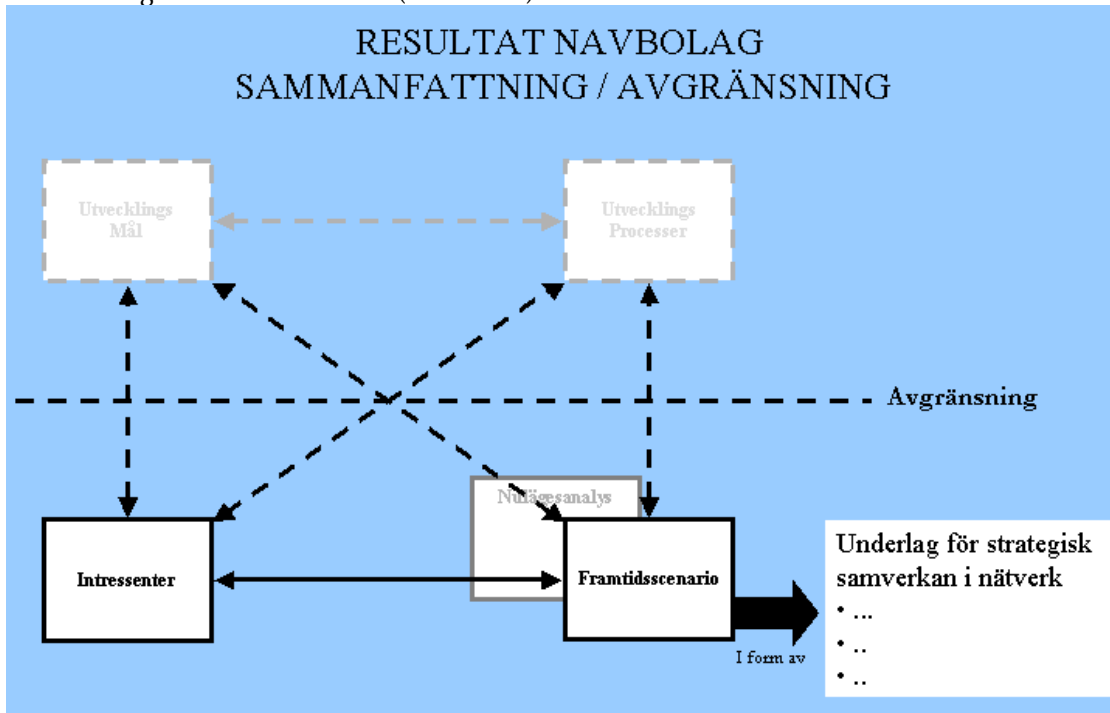 RESULTAT NAVBOLAG
SAMMANFATTNING / AVGRÄNSNING
Utvecklings
Mål
Utvecklings
Processer
Avgränsning
Nulägesanalys
Intressenter
Framtidsscenario
I form av
Underlag för strategisk
samverkan i nätverk
• ...
• ..
• ..